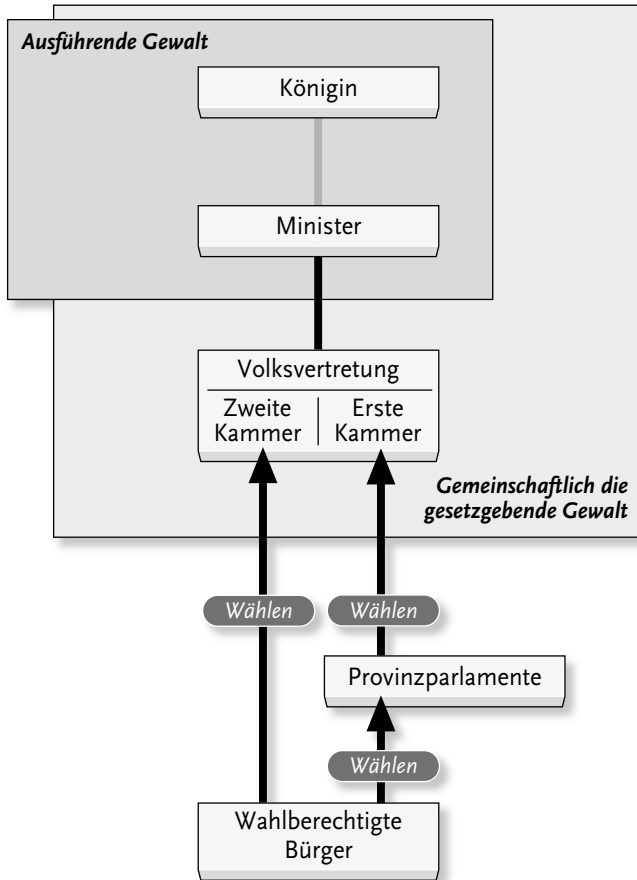 Ausführende Gewalt
Königin
Minister
Volksvertretung
Zweite
Kammer
Erste
Kammer
Gemeinschaftlich die
gesetzgebende Gewalt
Wählen
Wählen
Provinzparlamente
Wählen
Wahlberechtigte
Bürger